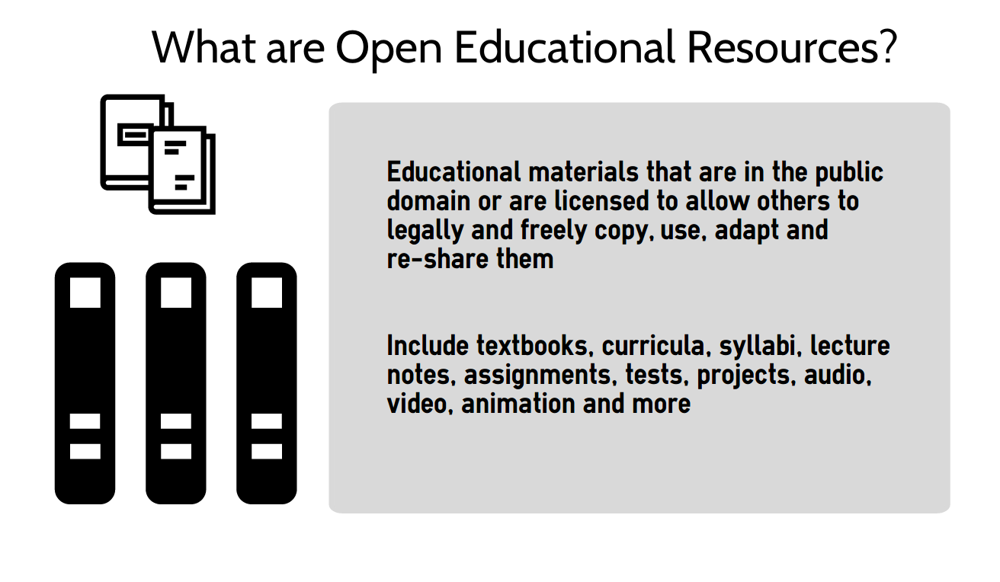 What are Open Educational Resources?
Educational materials that are in the public
domain or are licensed to allow others to
legally and freely copy, use, adapt and
re-share them
Include textbooks, curricula, syllabi, lecture
notes, assignments, tests, projects, audio,
video, animation and more